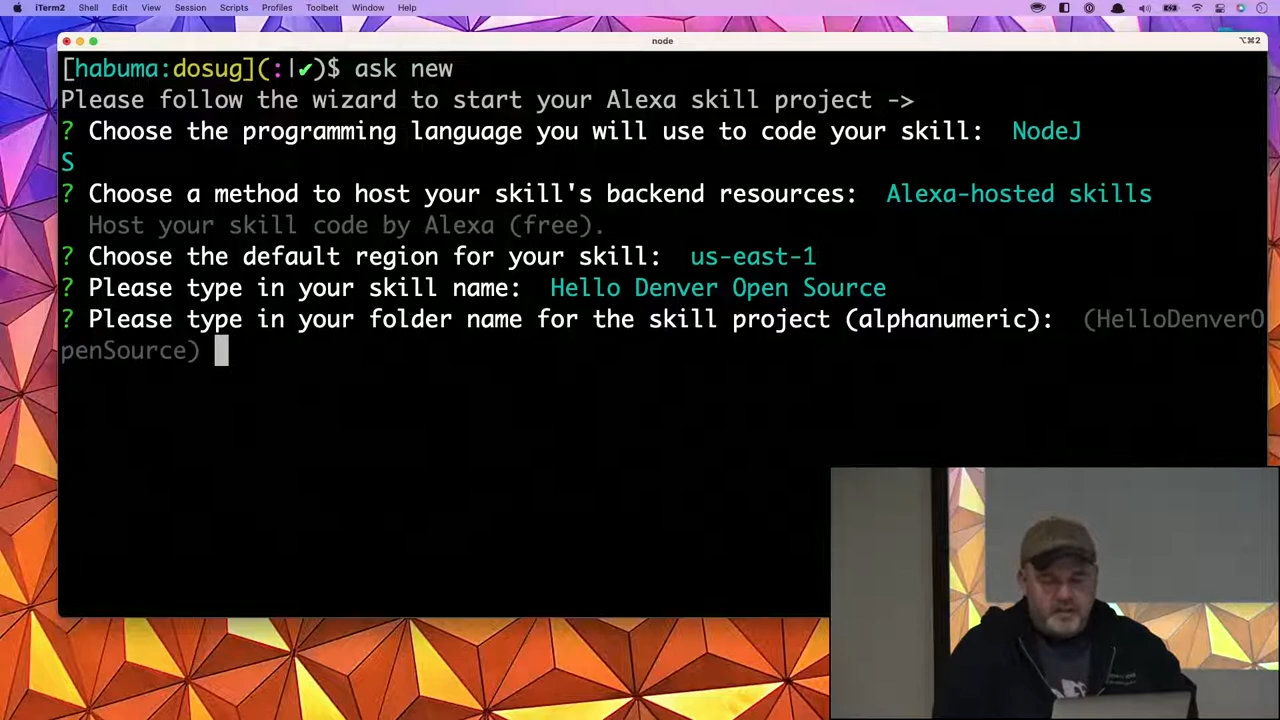 iTerm2 Shell Edit View Session Scripts Profiles Toolbelt Window Help
node
⌥⌘2
[habuma:dosug](:|✔)$ ask new
Please follow the wizard to start your Alexa skill project ->
? Choose the programming language you will use to code your skill:  NodeJ
S
? Choose a method to host your skill's backend resources:  Alexa-hosted skills
  Host your skill code by Alexa (free).
? Choose the default region for your skill:  us-east-1
? Please type in your skill name:  Hello Denver Open Source
? Please type in your folder name for the skill project (alphanumeric):  (HelloDenverO
penSource)